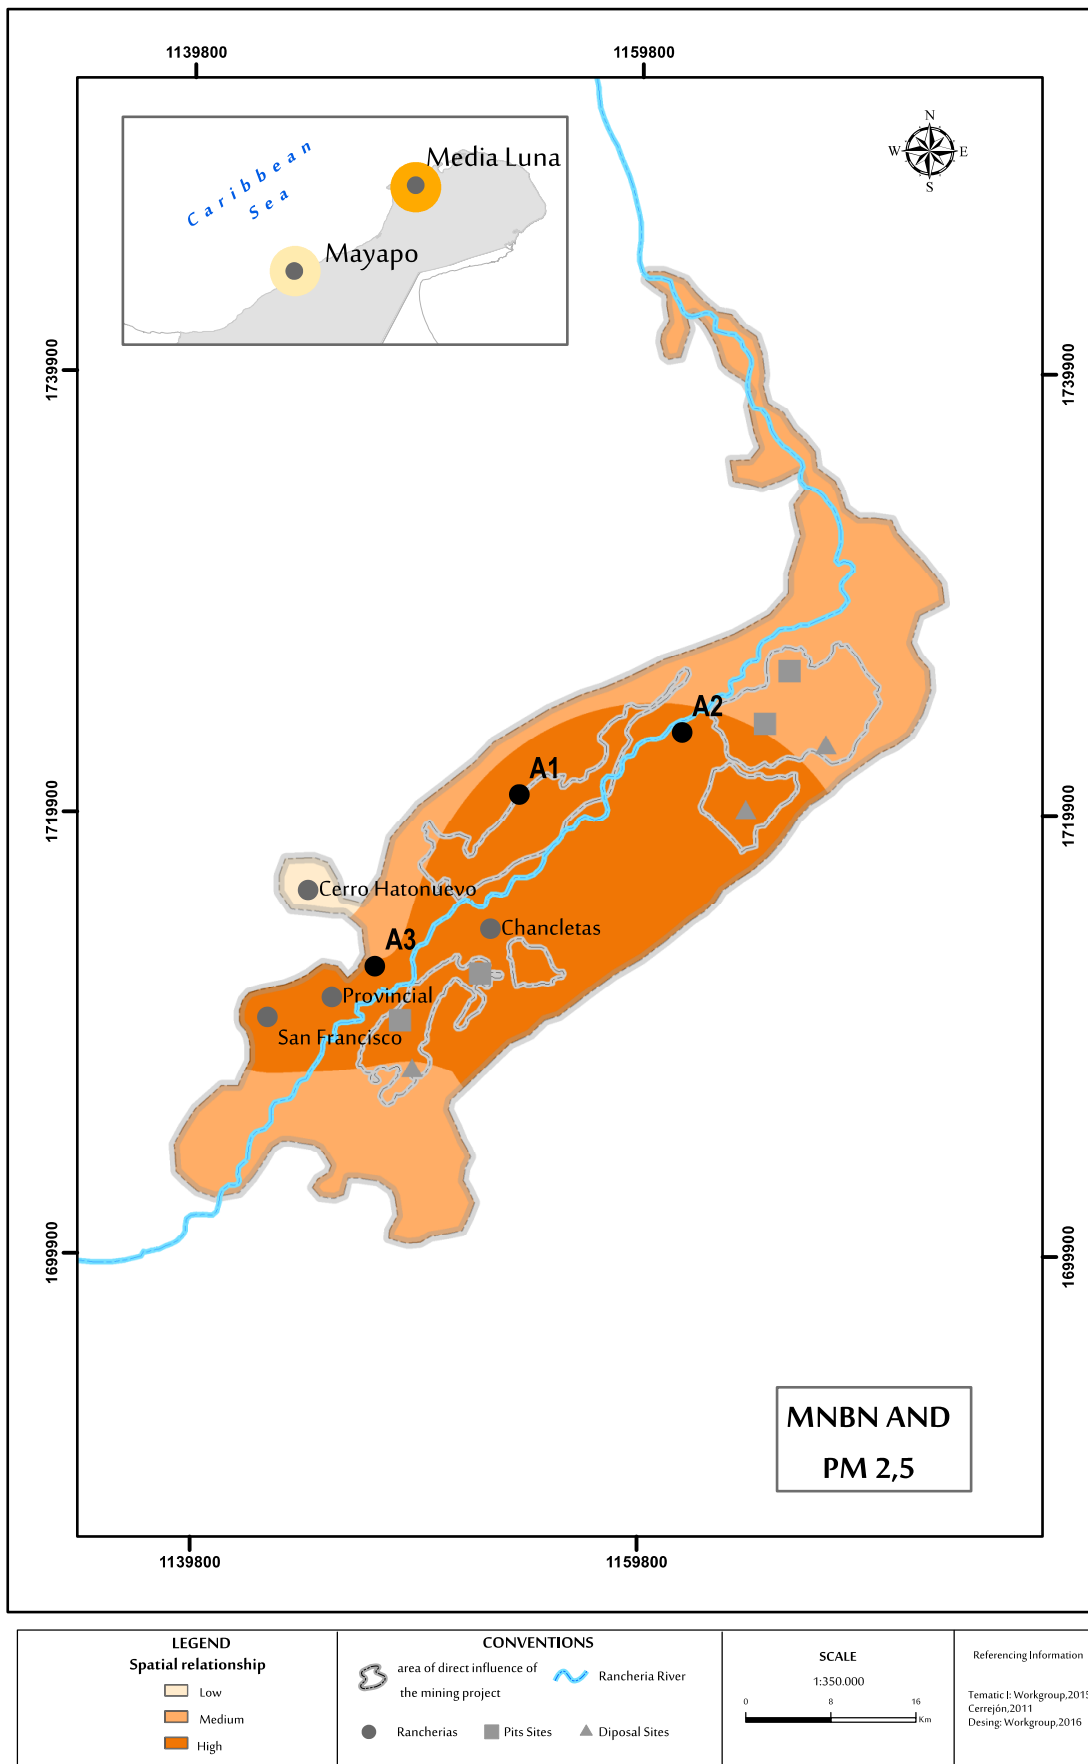 1139800
1159800
N
W
E
S
Caribbean
Sea
Media Luna
Mayapo
1739900
1739900
A2
A1
1719900
1719900
Cerro Hatonuevo
Chancletas
A3
Provincial
San Francisco
1699900
1699900
MNBN AND
PM 2,5
1139800
1159800
LEGEND
Spatial relationship
Low
Medium
High
CONVENTIONS
area of direct influence of
the mining project
Rancheria River
Rancherias
Pits Sites
Diposal Sites
SCALE
1:350.000
0 8 16
Km
Referencing Information
Tematic I: Workgroup,2015
Cerrejón,2011
Desing: Workgroup,2016